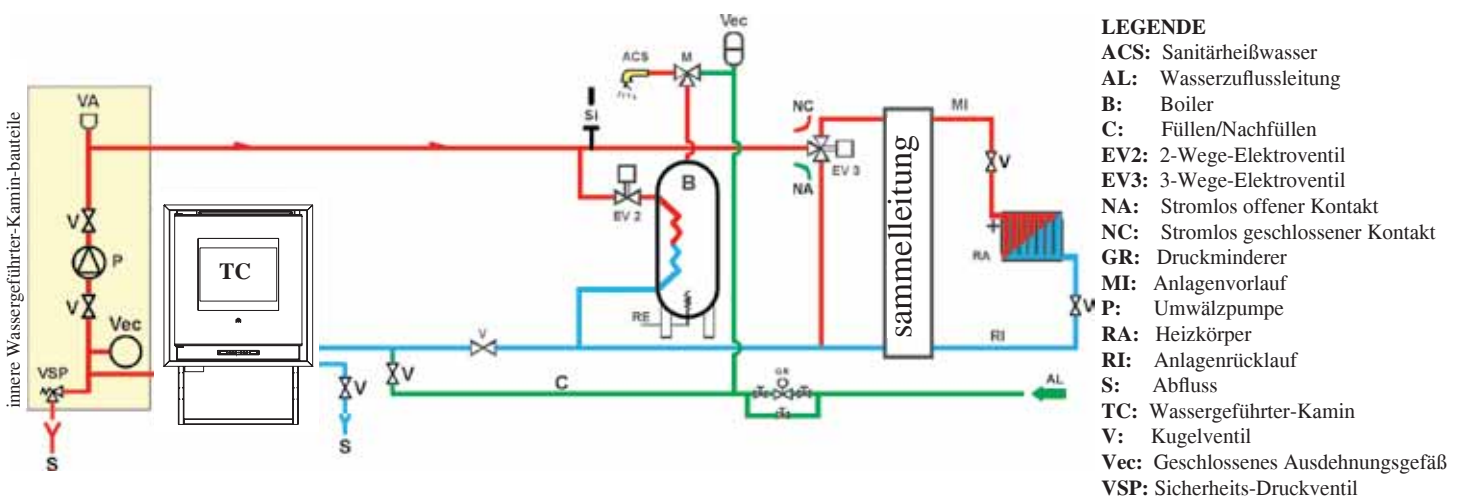 innere Wassergeführter-Kamin-bauteile
VA
V
P
V
Vec
VSP
S
TC
V
S
V
C
V
ACS
M
Vec
Si
EV 2
B
RE
NC
NA
EV 3
GR
AL
sammelleitung
MI
V
RA
V
RI
LEGENDE
ACS: Sanitärheißwasser
AL: Wasserzuflussleitung
B: Boiler
C: Füllen/Nachfüllen
EV2: 2-Wege-Elektroventil
EV3: 3-Wege-Elektroventil
NA: Stromlos offener Kontakt
NC: Stromlos geschlossener Kontakt
GR: Druckminderer
MI: Anlagenvorlauf
P: Umwälzpumpe
RA: Heizkörper
RI: Anlagenrücklauf
S: Abfluss
TC: Wassergeführter-Kamin
V: Kugelventil
Vec: Geschlossenes Ausdehnungsgefäß
VSP: Sicherheits-Druckventil